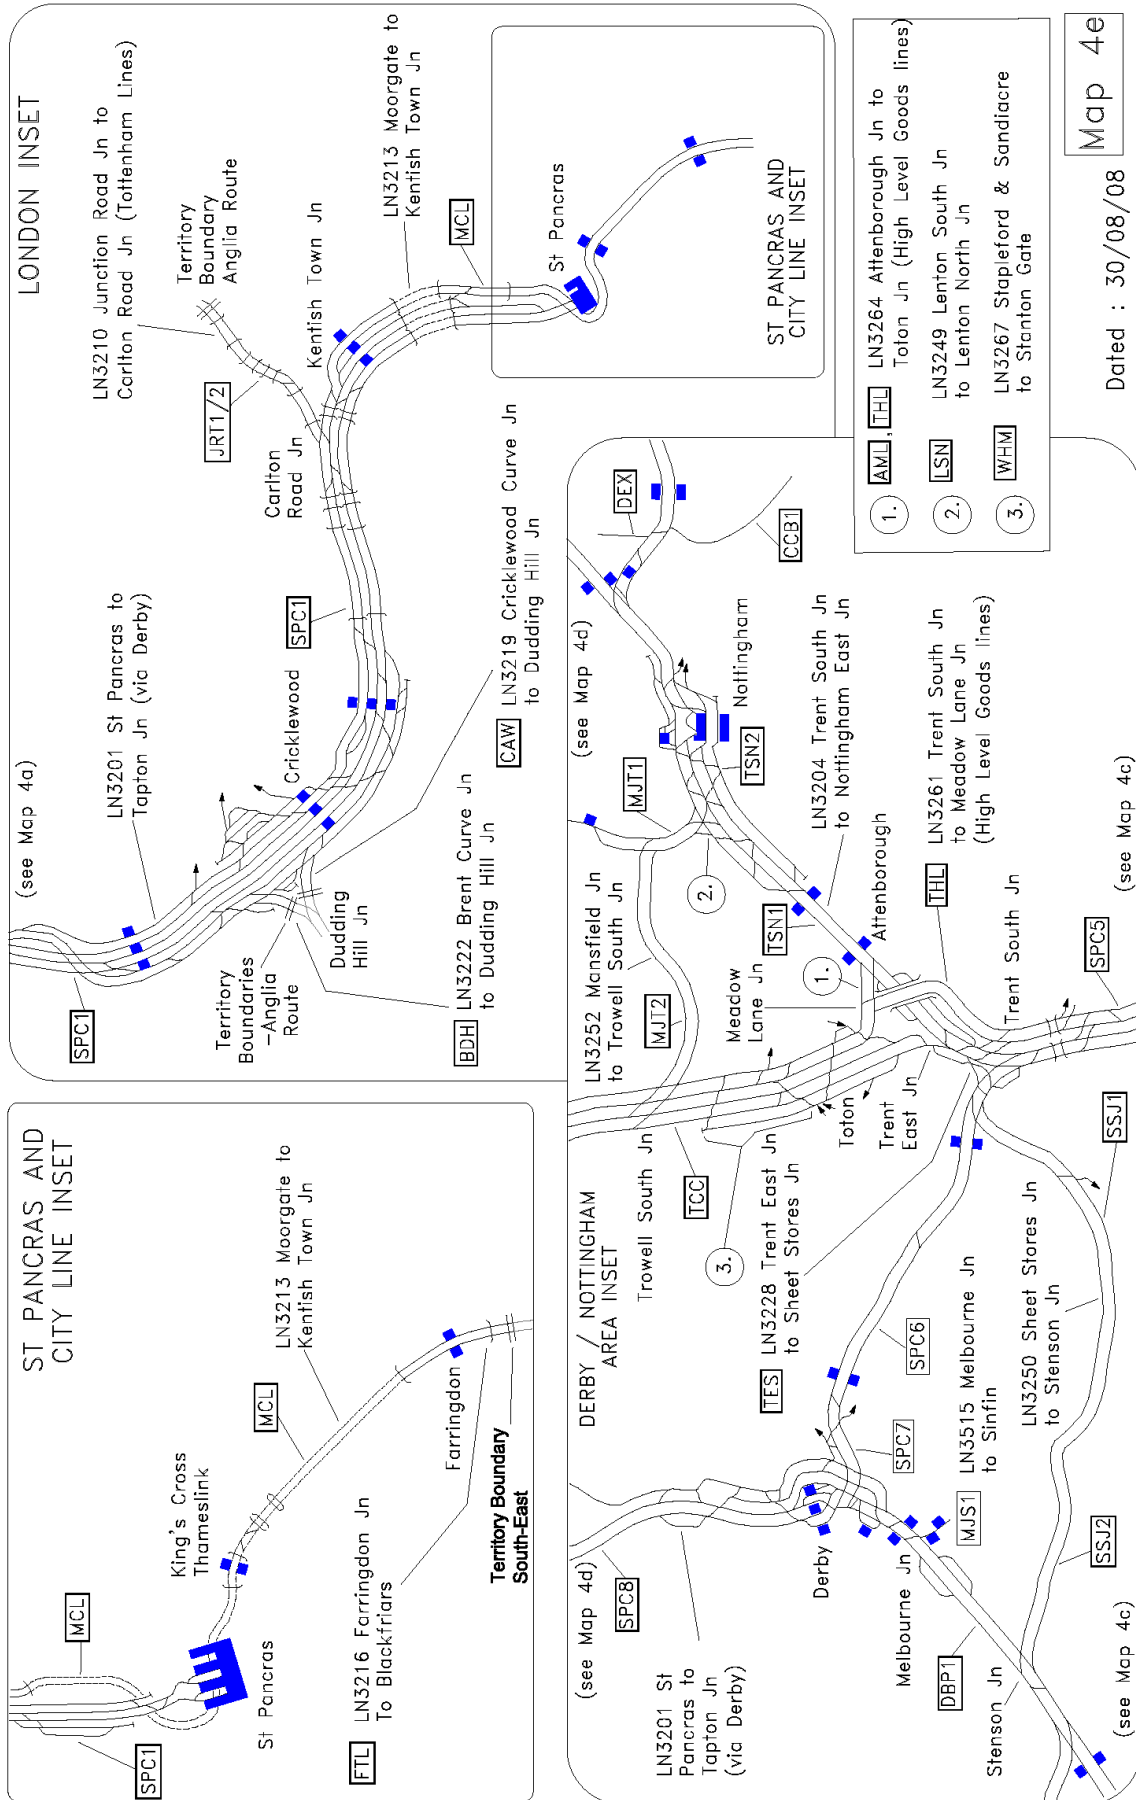 ST PANCRAS AND
CITY LINE INSET
MCL
SPC1
St Pancras
King's Cross
Thameslink
MCL
LN3213 Moorgate to
Kentish Town Jn
Farringdon
FTL
LN3216 Farringdon Jn
To Blackfriars
Territory Boundary
South-East
LONDON INSET
(see Map 4a)
SPC1
LN3201 St Pancras to
Tapton Jn (via Derby)
Cricklewood
SPC1
Territory
Boundaries
-Anglia
Route
Dudding
Hill Jn
BDH
LN3222 Brent Curve Jn
to Dudding Hill Jn
CAW
LN3219 Cricklewood Curve Jn
to Dudding Hill Jn
Carlton
Road Jn
JRT1/2
LN3210 Junction Road Jn to
Carlton Road Jn (Tottenham Lines)
Territory
Boundary
Anglia Route
Kentish Town Jn
LN3213 Moorgate to
Kentish Town Jn
MCL
St Pancras
ST PANCRAS AND
CITY LINE INSET
DERBY / NOTTINGHAM
AREA INSET
(see Map 4d)
SPC8
LN3201 St
Pancras to
Tapton Jn
(via Derby)
Derby
Melbourne Jn
DBP1
Stenson Jn
(see Map 4c)
MJS1
LN3515 Melbourne Jn
to Sinfin
SPC7
SPC6
TES
LN3228 Trent East Jn
to Sheet Stores Jn
LN3250 Sheet Stores Jn
to Stenson Jn
SSJ2
SSJ1
3.
TCC
Trowell South Jn
Toton
Trent
East Jn
Meadow
Lane Jn
1.
LN3252 Mansfield Jn
to Trowell South Jn
MJT2
MJT1
2.
TSN1
Attenborough
THL
Trent South Jn
SPC5
(see Map 4c)
LN3204 Trent South Jn
to Nottingham East Jn
LN3261 Trent South Jn
to Meadow Lane Jn
(High Level Goods lines)
TSN2
Nottingham
(see Map 4d)
DEX
CCB1
1.
AML, THL
LN3264 Attenborough Jn to
Toton Jn (High Level Goods lines)
2.
LSN
LN3249 Lenton South Jn
to Lenton North Jn
3.
WHM
LN3267 Stapleford & Sandiacre
to Stanton Gate
Dated : 30/08/08
Map 4e